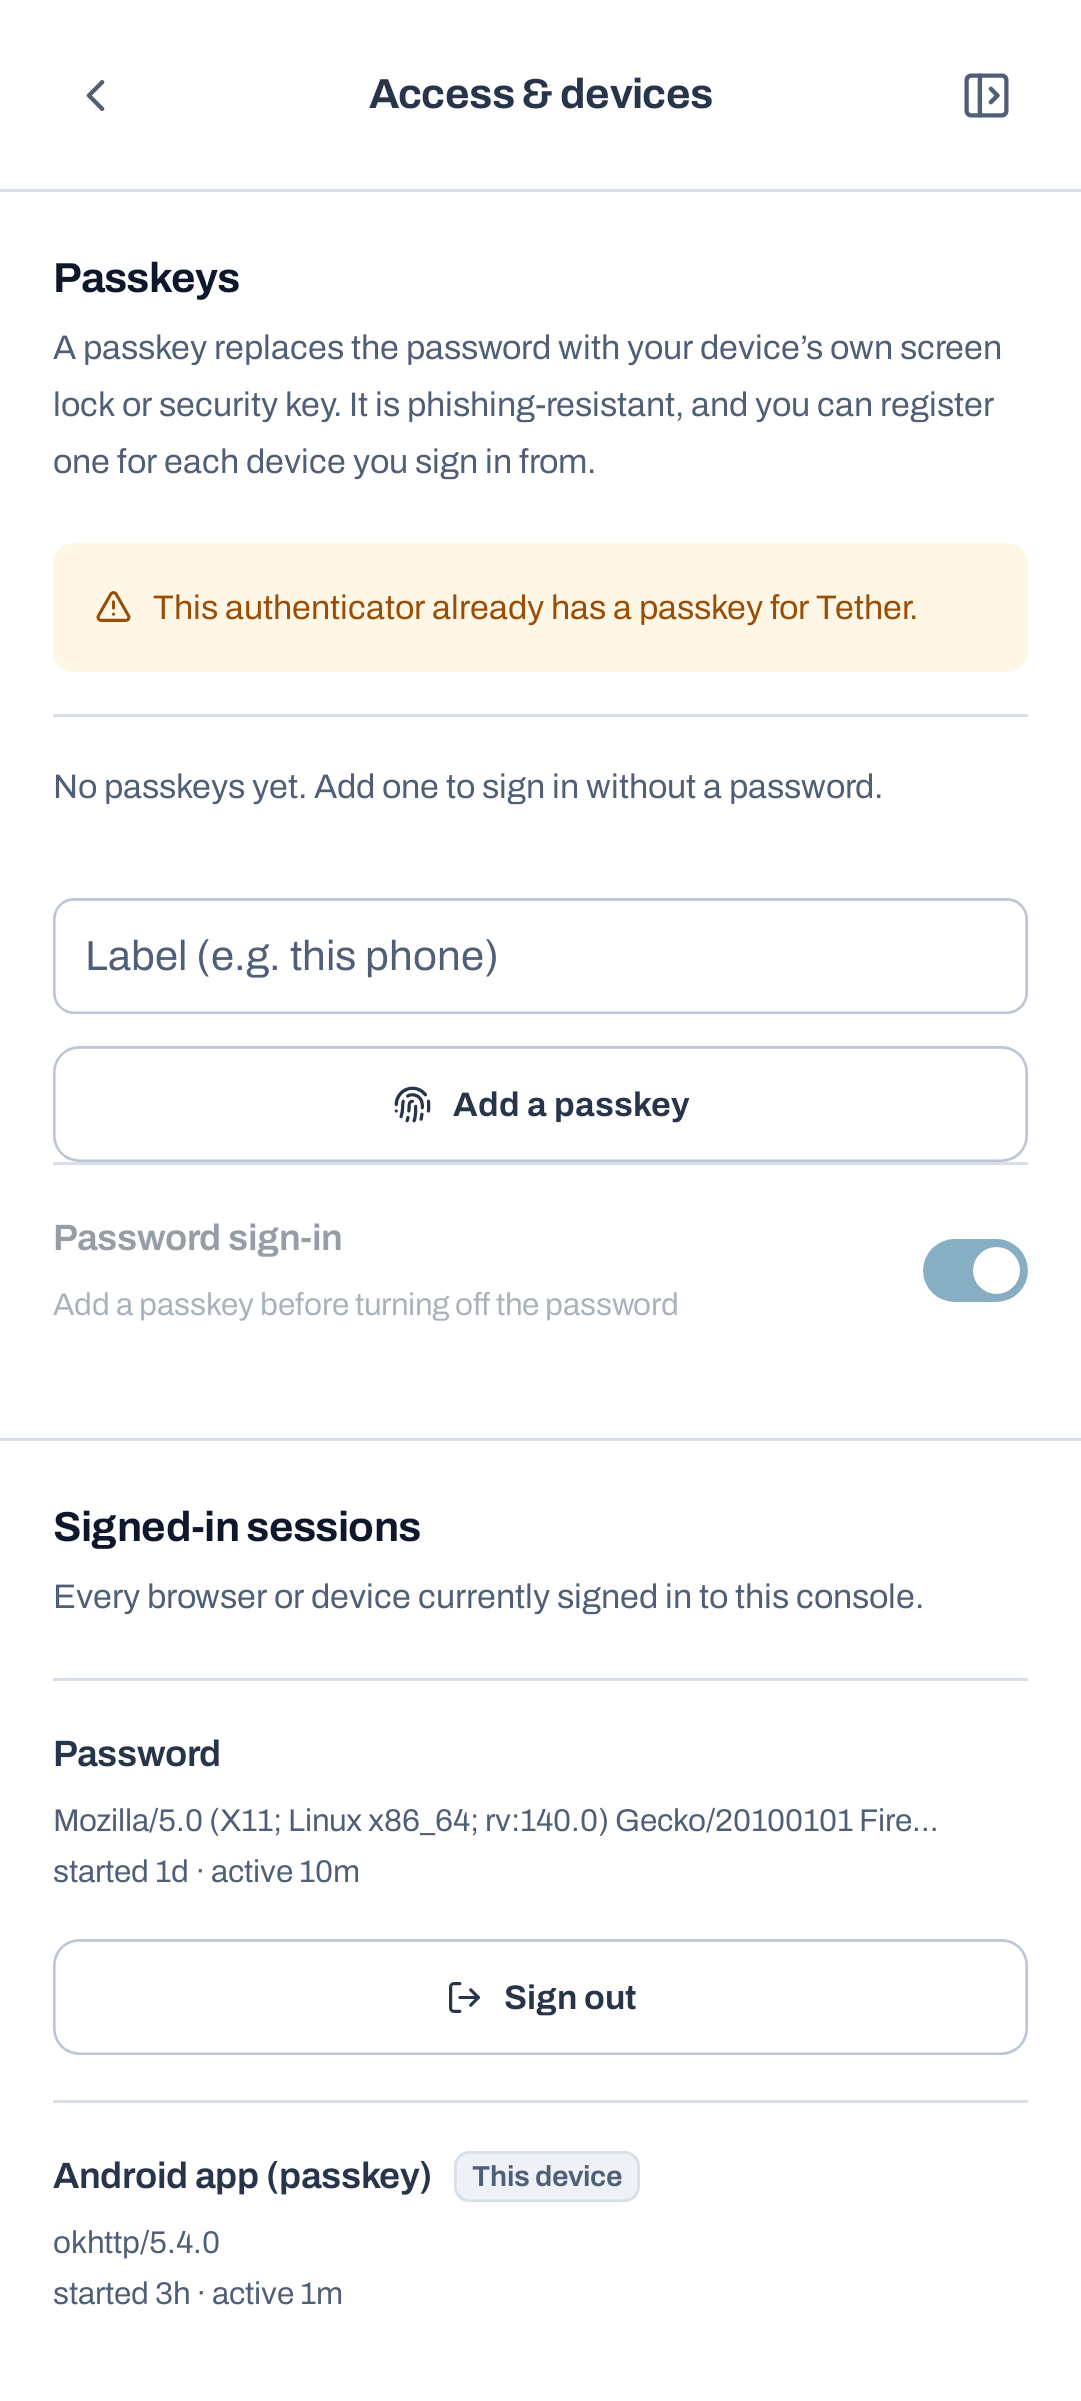 Access & devices
Passkeys
A passkey replaces the password with your device’s own screen
lock or security key. It is phishing-resistant, and you can register
one for each device you sign in from.
This authenticator already has a passkey for Tether.
No passkeys yet. Add one to sign in without a password.
Label (e.g. this phone)
Add a passkey
Password sign-in
Add a passkey before turning off the password
Signed-in sessions
Every browser or device currently signed in to this console.
Password
Mozilla/5.0 (X11; Linux x86_64; rv:140.0) Gecko/20100101 Fire…
started 1d · active 10m
Sign out
Android app (passkey) This device
okhttp/5.4.0
started 3h · active 1m